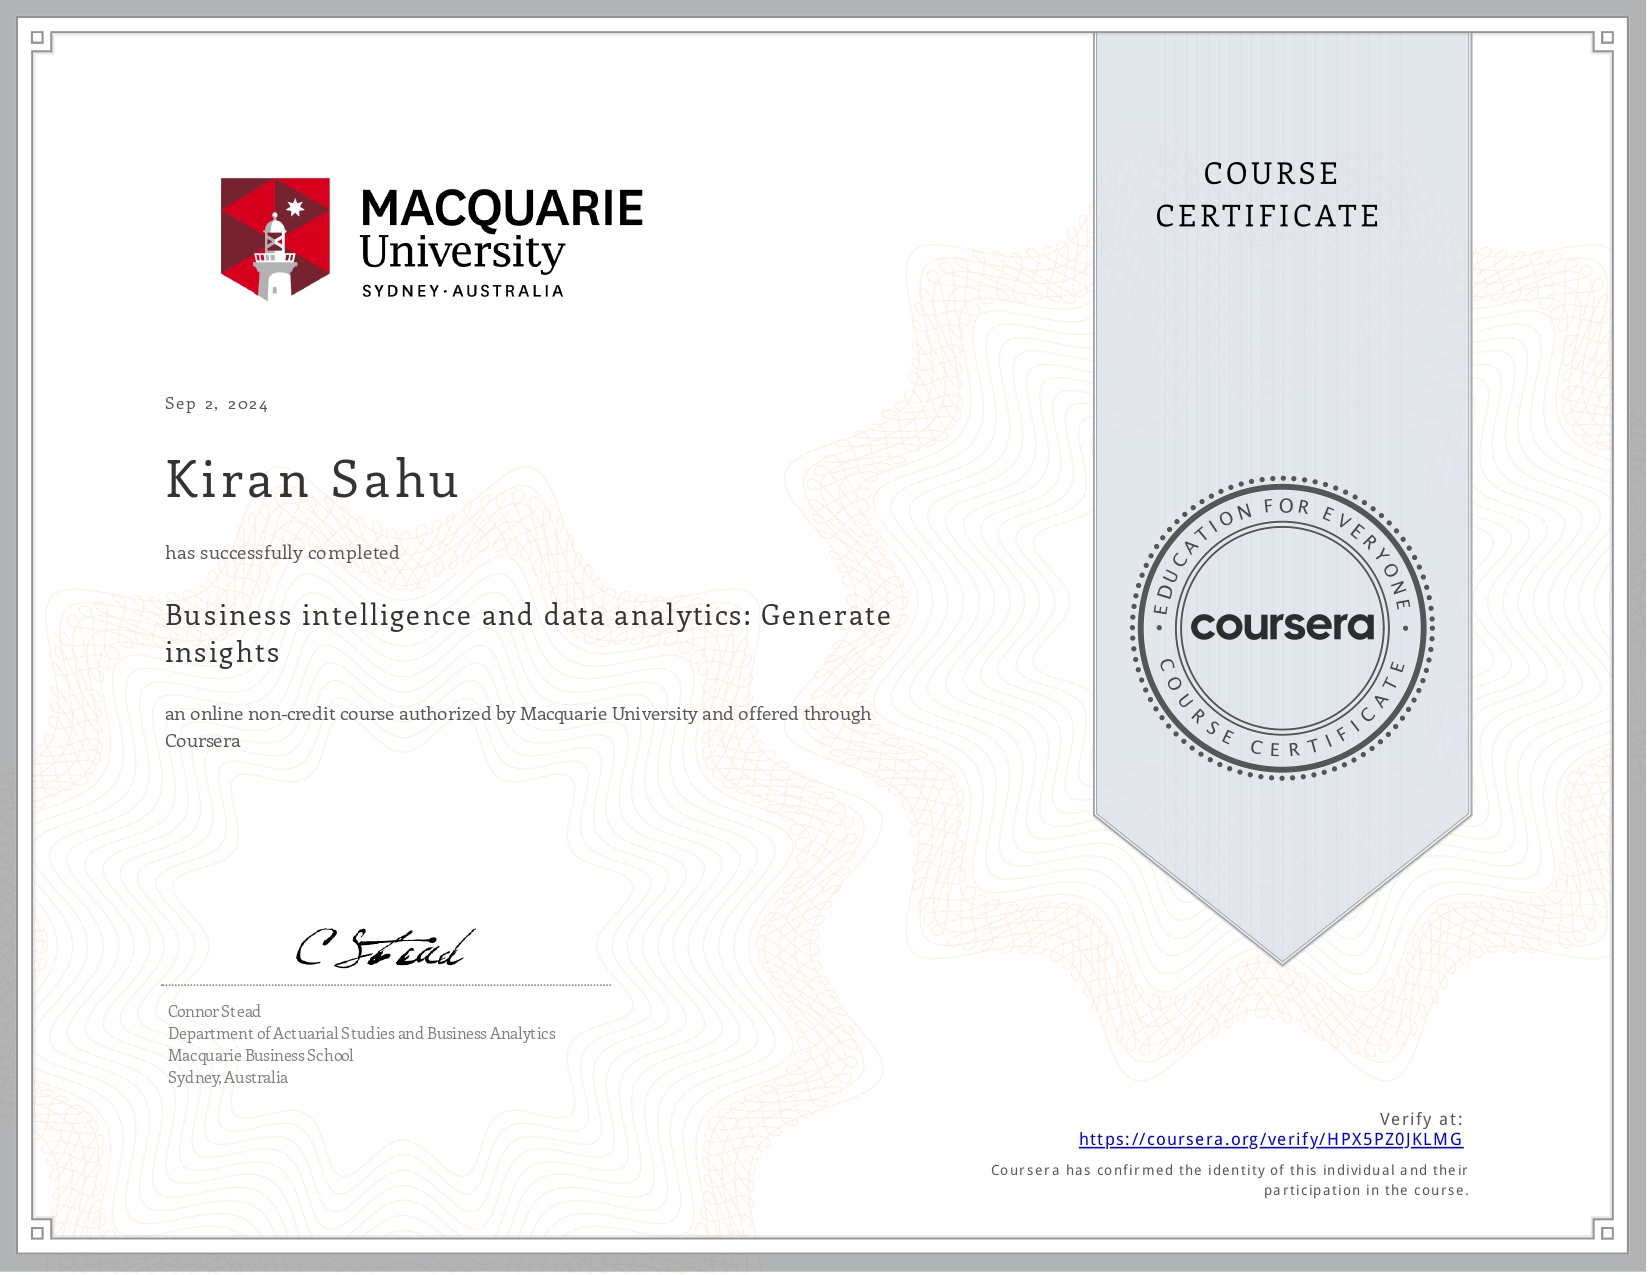 MACQUARIE
University
SYDNEY·AUSTRALIA
COURSE
CERTIFICATE
Sep 2, 2024
Kiran Sahu
has successfully completed
Business intelligence and data analytics: Generate
insights
an online non-credit course authorized by Macquarie University and offered through
Coursera
EDUCATION FOR EVERYONE
coursera
COURSE CERTIFICATE
C Stead
Connor Stead
Department of Actuarial Studies and Business Analytics
Macquarie Business School
Sydney, Australia
Verify at:
https://coursera.org/verify/HPX5PZ0JKLMG
Coursera has confirmed the identity of this individual and their
participation in the course.